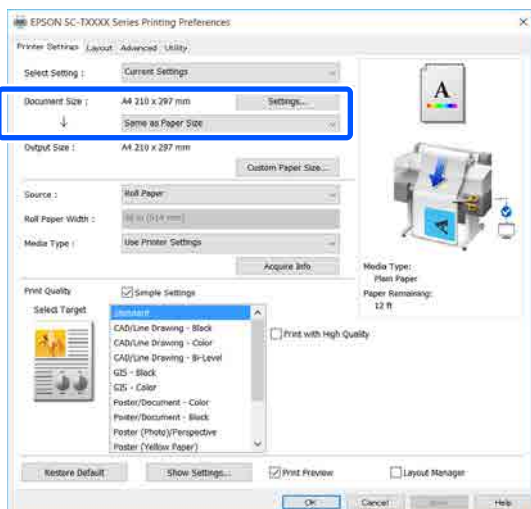 EPSON SC-TXXXX Series Printing Preferences
Printer Settings Layout Advanced Utility
Select Setting : Current Settings
Document Size : A4 210 x 297 mm Settings...
Same as Paper Size
Output Size : A4 210 x 297 mm
Custom Paper Size...
Source : Roll Paper
Roll Paper Width :
Media Type : Use Printer Settings
Acquire Info
A
Media Type:
Plain Paper
Paper Remaining:
12 ft
Print Quality Simple Settings
Select Target Standard
CAD/Line Drawing - Black
CAD/Line Drawing - Color
CAD/Line Drawing - Bi-Level
GIS - Black
GIS - Color
Poster/Document - Color
Poster/Document - Black
Poster (Photo)/Perspective
Poster (Yellow Paper)
Print with High Quality
Restore Default Show Settings... Print Preview Layout Manager
OK Cancel Help